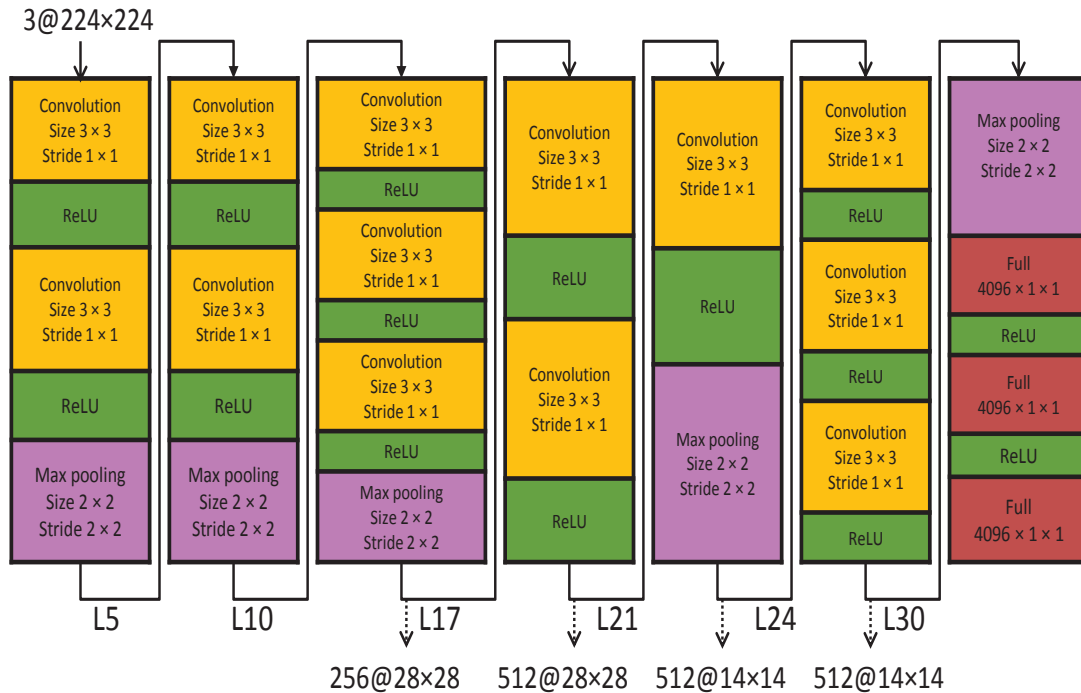 3@224×224
Convolution
Size 3 × 3
Stride 1 × 1
ReLU
Convolution
Size 3 × 3
Stride 1 × 1
ReLU
Max pooling
Size 2 × 2
Stride 2 × 2
L5
Convolution
Size 3 × 3
Stride 1 × 1
ReLU
Convolution
Size 3 × 3
Stride 1 × 1
ReLU
Max pooling
Size 2 × 2
Stride 2 × 2
L10
Convolution
Size 3 × 3
Stride 1 × 1
ReLU
Convolution
Size 3 × 3
Stride 1 × 1
ReLU
Convolution
Size 3 × 3
Stride 1 × 1
ReLU
Max pooling
Size 2 × 2
Stride 2 × 2
L17
256@28×28
Convolution
Size 3 × 3
Stride 1 × 1
ReLU
Convolution
Size 3 × 3
Stride 1 × 1
ReLU
L21
512@28×28
Convolution
Size 3 × 3
Stride 1 × 1
ReLU
Max pooling
Size 2 × 2
Stride 2 × 2
L24
512@14×14
Convolution
Size 3 × 3
Stride 1 × 1
ReLU
Convolution
Size 3 × 3
Stride 1 × 1
ReLU
Convolution
Size 3 × 3
Stride 1 × 1
ReLU
L30
512@14×14
Max pooling
Size 2 × 2
Stride 2 × 2
Full
4096 × 1 × 1
ReLU
Full
4096 × 1 × 1
ReLU
Full
4096 × 1 × 1